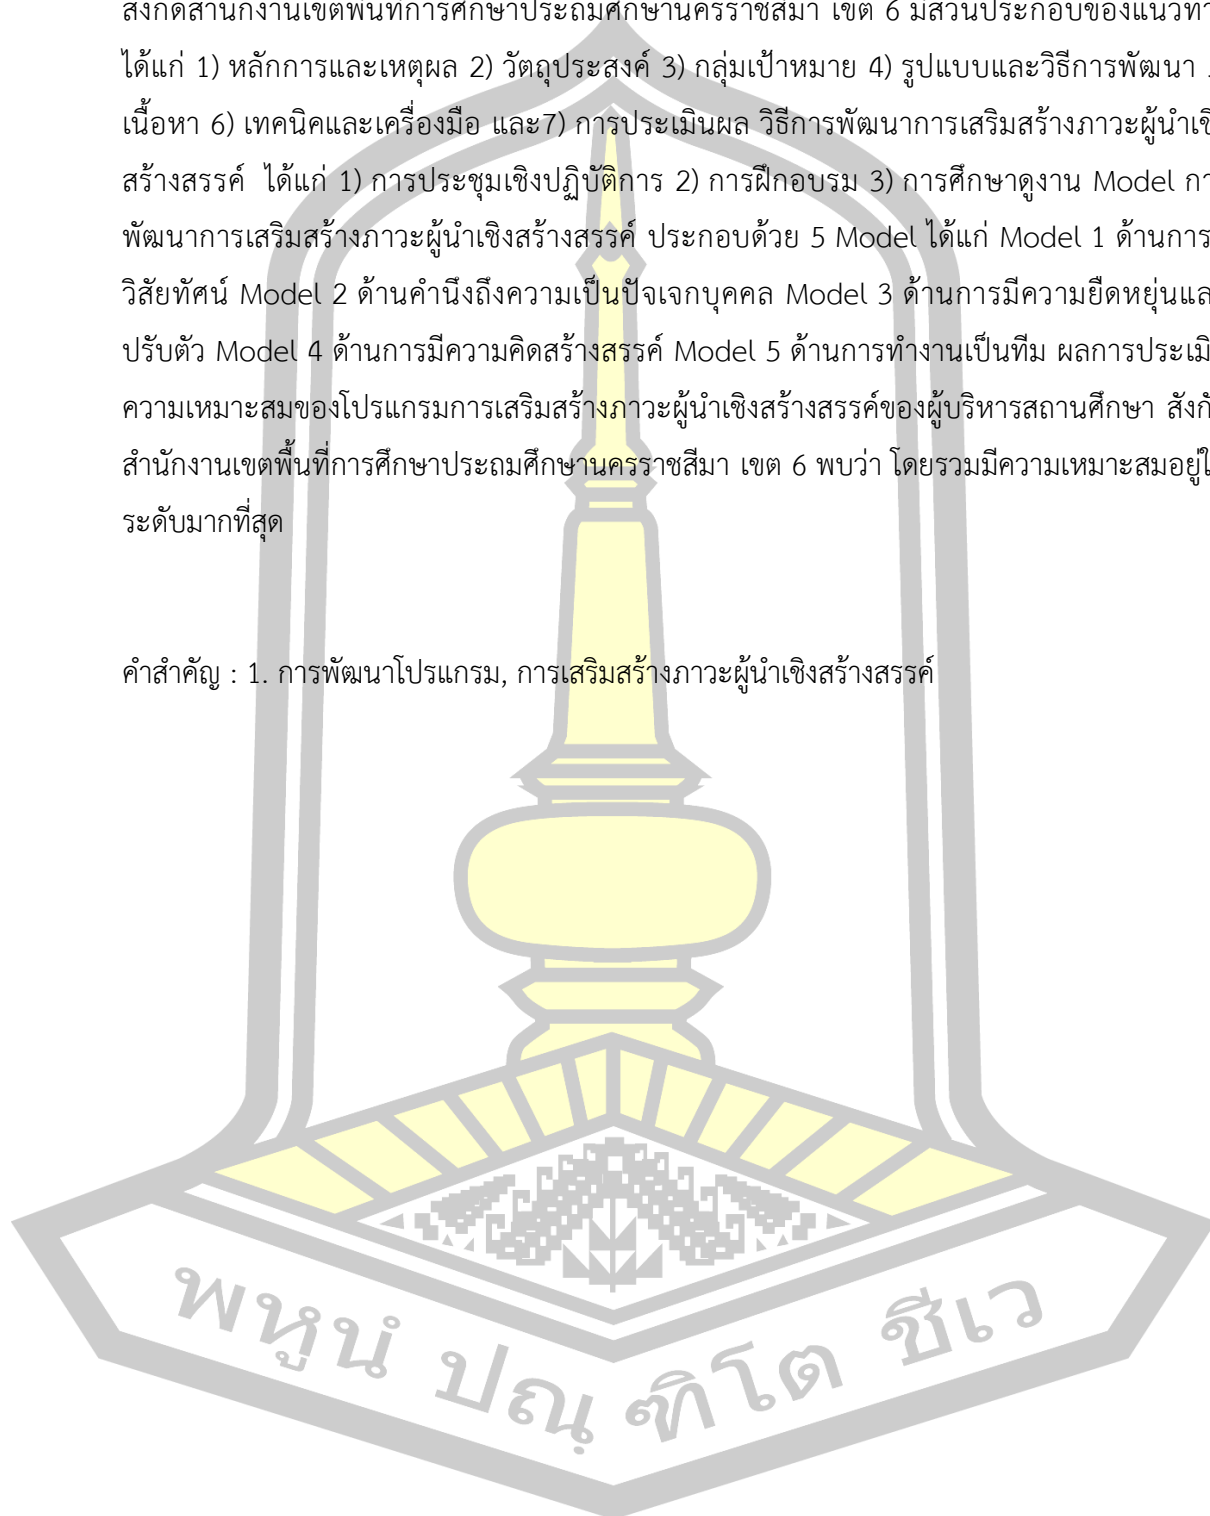 สังกัดสำนักงานเขตพื้นที่การศึกษาประถมศึกษานครราชสีมา เขต 6 มีส่วนประกอบของแนวทา
ได้แก่ 1) หลักการและเหตุผล 2) วัตถุประสงค์ 3) กลุ่มเป้าหมาย 4) รูปแบบและวิธีการพัฒนา
เนื้อหา 6) เทคนิคและเครื่องมือ และ7) การประเมินผล วิธีการพัฒนาการเสริมสร้างภาวะผู้นำเชิ
สร้างสรรค์ ได้แก่ 1) การประชุมเชิงปฏิบัติการ 2) การฝึกอบรม 3) การศึกษาดูงาน Model กา
พัฒนาการเสริมสร้างภาวะผู้นำเชิงสร้างสรรค์ ประกอบด้วย 5 Model ได้แก่ Model 1 ด้านการ
วิสัยทัศน์ Model 2 ด้านคำนึงถึงความเป็นปัจเจกบุคคล Model 3 ด้านการมีความยืดหยุ่นแล
ปรับตัว Model 4 ด้านการมีความคิดสร้างสรรค์ Model 5 ด้านการทำงานเป็นทีม ผลการประเมิ
ความเหมาะสมของโปรแกรมการเสริมสร้างภาวะผู้นำเชิงสร้างสรรค์ของผู้บริหารสถานศึกษา สังกั
สำนักงานเขตพื้นที่การศึกษาประถมศึกษานครราชสีมา เขต 6 พบว่า โดยรวมมีความเหมาะสมอยู่ใ
ระดับมากที่สุด
คำสำคัญ : 1. การพัฒนาโปรแกรม, การเสริมสร้างภาวะผู้นำเชิงสร้างสรรค์
พหูนํ ปณฺฑิโต ชีเว